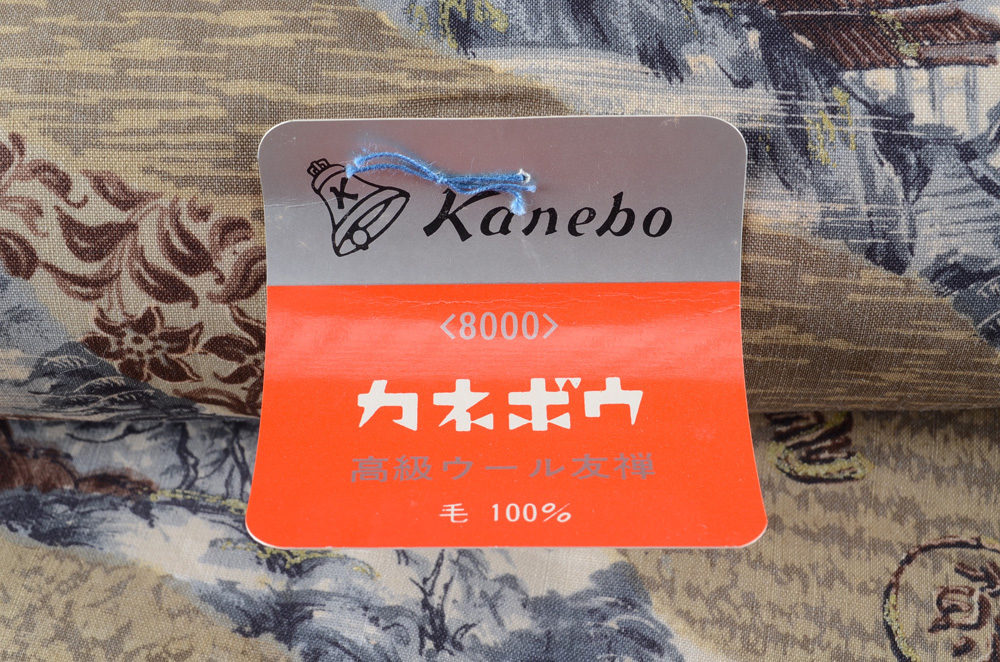 K
Kanebo
<8000>
カネボウ
高級ウール友禅
毛 100%